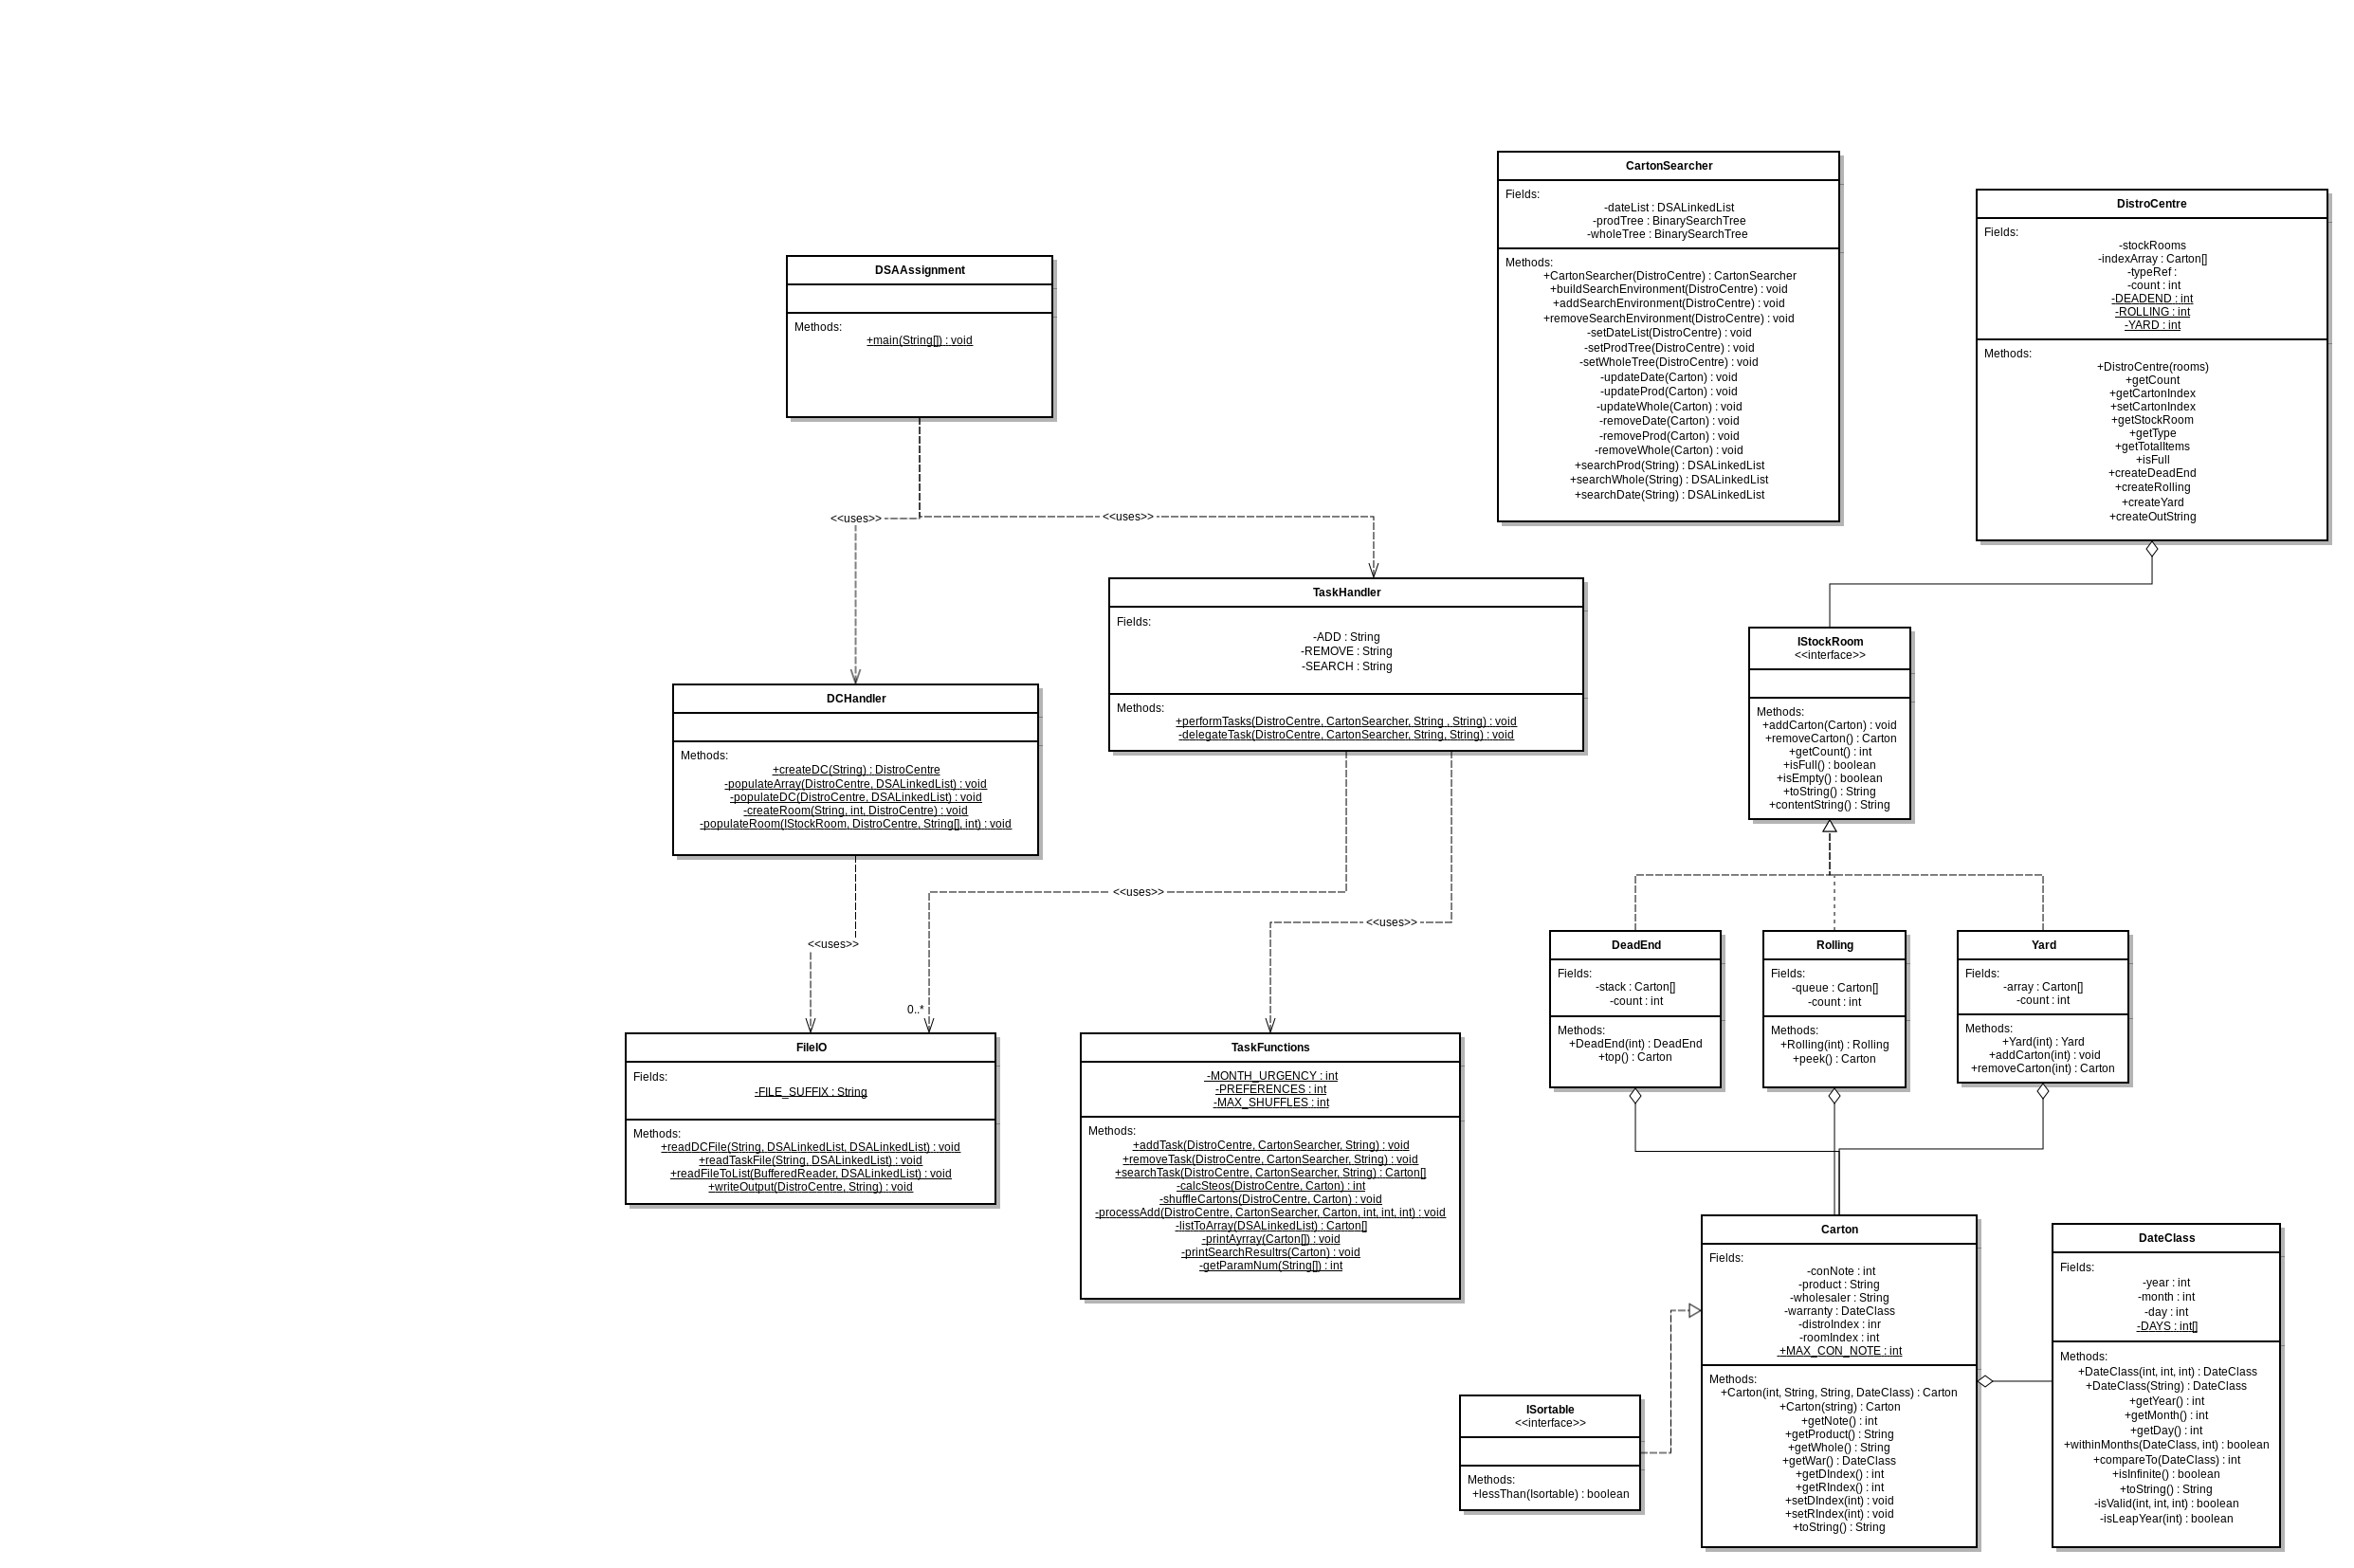 CartonSearcher
Fields:
-dateList : DSALinkedList
-prodTree : BinarySearchTree
-wholeTree : BinarySearchTree
Methods:
+CartonSearcher(DistroCentre) : CartonSearcher
+buildSearchEnvironment(DistroCentre) : void
+addSearchEnvironment(DistroCentre) : void
+removeSearchEnvironment(DistroCentre) : void
-setDateList(DistroCentre) : void
-setProdTree(DistroCentre) : void
-setWholeTree(DistroCentre) : void
-updateDate(Carton) : void
-updateProd(Carton) : void
-updateWhole(Carton) : void
-removeDate(Carton) : void
-removeProd(Carton) : void
-removeWhole(Carton) : void
+searchProd(String) : DSALinkedList
+searchWhole(String) : DSALinkedList
+searchDate(String) : DSALinkedList
DistroCentre
Fields:
-stockRooms
-indexArray : Carton[]
-typeRef :
-count : int
-DEADEND : int
-ROLLING : int
-YARD : int
Methods:
+DistroCentre(rooms)
+getCount
+getCartonIndex
+setCartonIndex
+getStockRoom
+getType
+getTotalItems
+isFull
+createDeadEnd
+createRolling
+createYard
+createOutString
DSAAssignment
Methods:
+main(String[]) : void
<<uses>>
<<uses>>
TaskHandler
Fields:
-ADD : String
-REMOVE : String
-SEARCH : String
Methods:
+performTasks(DistroCentre, CartonSearcher, String , String) : void
-delegateTask(DistroCentre, CartonSearcher, String, String) : void
IStockRoom
<<interface>>
Methods:
+addCarton(Carton) : void
+removeCarton() : Carton
+getCount() : int
+isFull() : boolean
+isEmpty() : boolean
+toString() : String
+contentString() : String
DCHandler
Methods:
+createDC(String) : DistroCentre
-populateArray(DistroCentre, DSALinkedList) : void
-populateDC(DistroCentre, DSALinkedList) : void
-createRoom(String, int, DistroCentre) : void
-populateRoom(IStockRoom, DistroCentre, String[], int) : void
<<uses>>
<<uses>>
<<uses>>
0..*
DeadEnd
Fields:
-stack : Carton[]
-count : int
Methods:
+DeadEnd(int) : DeadEnd
+top() : Carton
Rolling
Fields:
-queue : Carton[]
-count : int
Methods:
+Rolling(int) : Rolling
+peek() : Carton
Yard
Fields:
-array : Carton[]
-count : int
Methods:
+Yard(int) : Yard
+addCarton(int) : void
+removeCarton(int) : Carton
FileIO
Fields:
-FILE_SUFFIX : String
Methods:
+readDCFile(String, DSALinkedList, DSALinkedList) : void
+readTaskFile(String, DSALinkedList) : void
+readFileToList(BufferedReader, DSALinkedList) : void
+writeOutput(DistroCentre, String) : void
TaskFunctions
-MONTH_URGENCY : int
-PREFERENCES : int
-MAX_SHUFFLES : int
Methods:
+addTask(DistroCentre, CartonSearcher, String) : void
+removeTask(DistroCentre, CartonSearcher, String) : void
+searchTask(DistroCentre, CartonSearcher, String) : Carton[]
-calcSteos(DistroCentre, Carton) : int
-shuffleCartons(DistroCentre, Carton) : void
-processAdd(DistroCentre, CartonSearcher, Carton, int, int, int) : void
-listToArray(DSALinkedList) : Carton[]
-printAyrray(Carton[]) : void
-printSearchResultrs(Carton) : void
-getParamNum(String[]) : int
Carton
Fields:
-conNote : int
-product : String
-wholesaler : String
-warranty : DateClass
-distroIndex : inr
-roomIndex : int
+MAX_CON_NOTE : int
Methods:
+Carton(int, String, String, DateClass) : Carton
+Carton(string) : Carton
+getNote() : int
+getProduct() : String
+getWhole() : String
+getWar() : DateClass
+getDIndex() : int
+getRIndex() : int
+setDIndex(int) : void
+setRIndex(int) : void
+toString() : String
DateClass
Fields:
-year : int
-month : int
-day : int
-DAYS : int[]
Methods:
+DateClass(int, int, int) : DateClass
+DateClass(String) : DateClass
+getYear() : int
+getMonth() : int
+getDay() : int
+withinMonths(DateClass, int) : boolean
+compareTo(DateClass) : int
+isInfinite() : boolean
+toString() : String
-isValid(int, int, int) : boolean
-isLeapYear(int) : boolean
ISortable
<<interface>>
Methods:
+lessThan(Isortable) : boolean